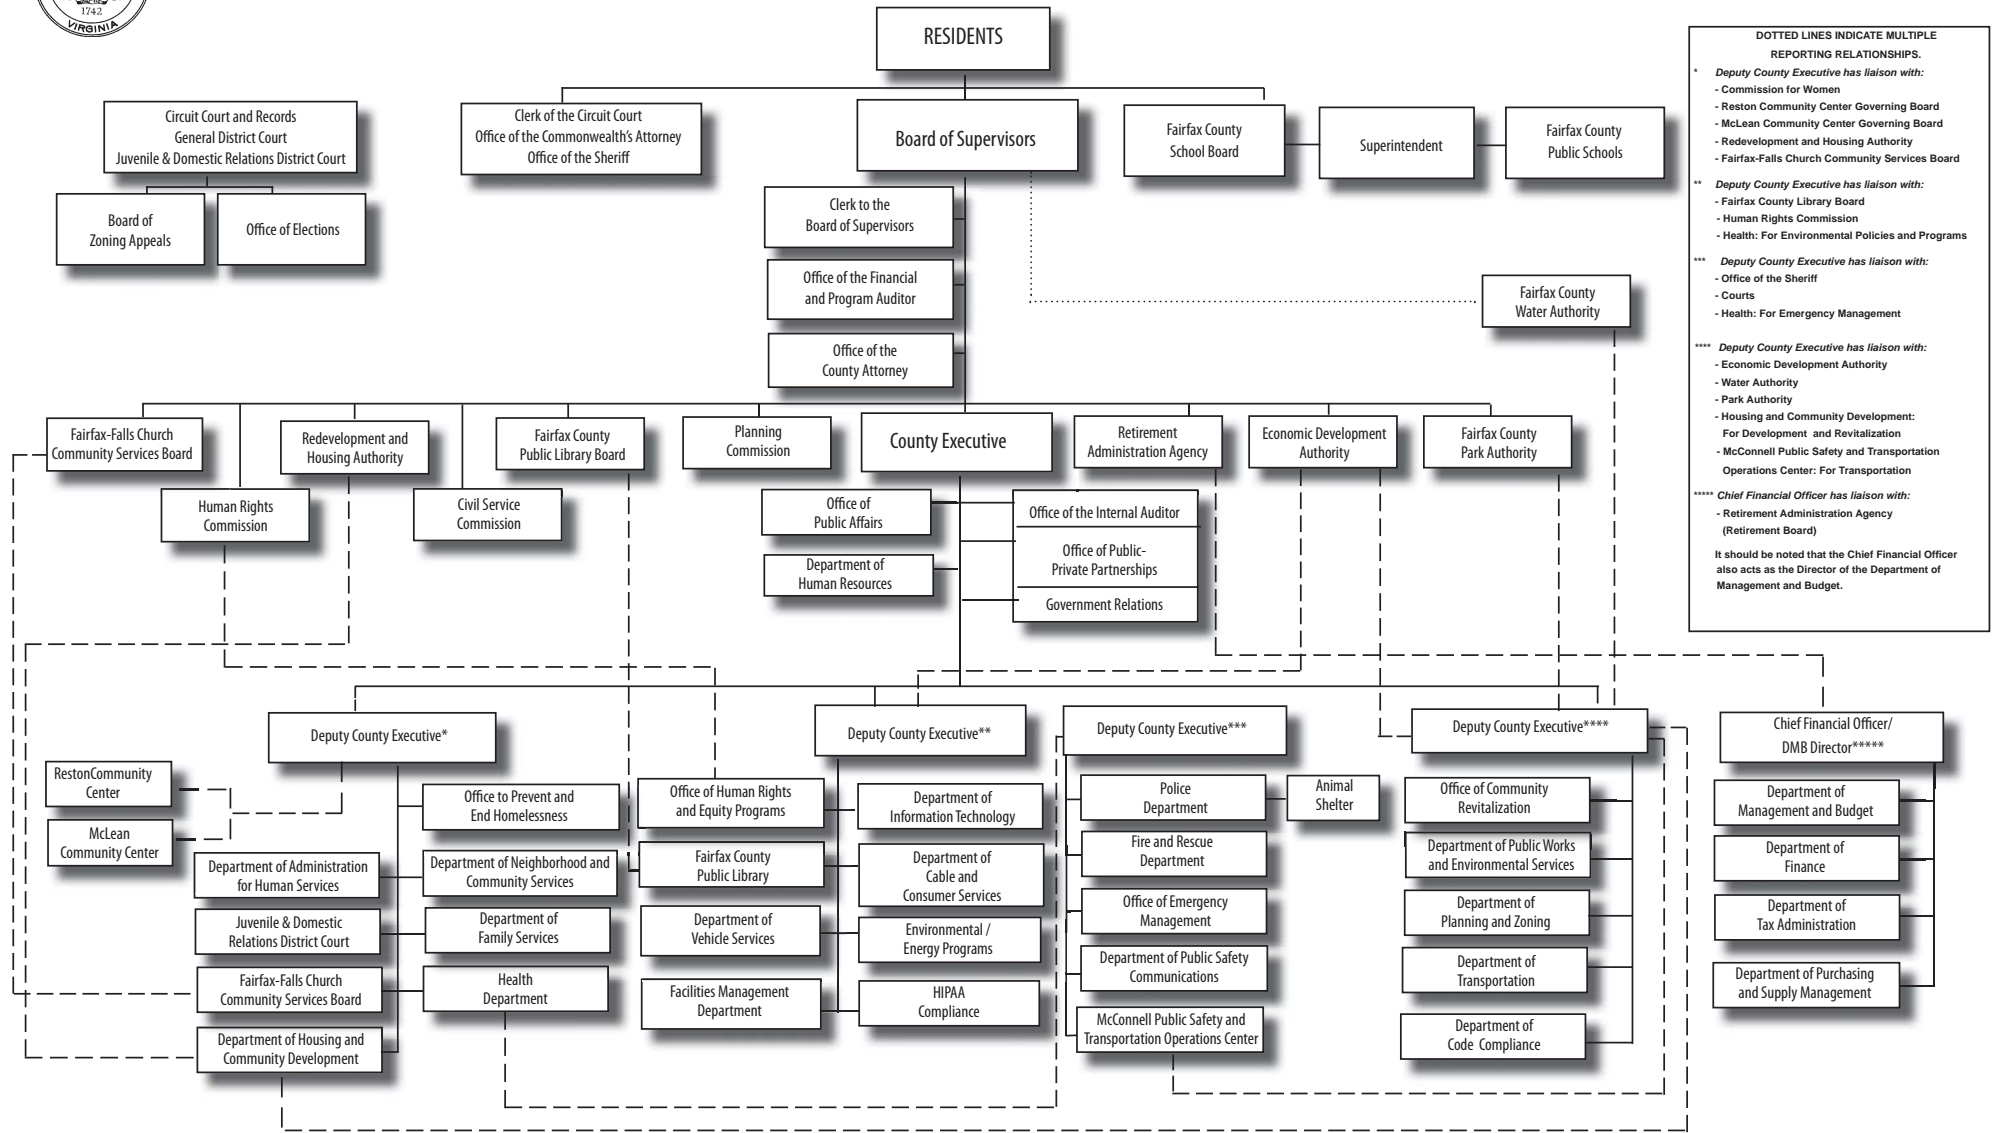 1742
VIRGINIA
RESIDENTS
Circuit Court and Records
General District Court
Juvenile & Domestic Relations District Court
Board of
Zoning Appeals
Office of Elections
Clerk of the Circuit Court
Office of the Commonwealth's Attorney
Office of the Sheriff
Board of Supervisors
Fairfax County
School Board
Superintendent
Fairfax County
Public Schools
Clerk to the
Board of Supervisors
Office of the Financial
and Program Auditor
Office of the
County Attorney
Fairfax County
Water Authority
DOTTED LINES INDICATE MULTIPLE
REPORTING RELATIONSHIPS.
* Deputy County Executive has liaison with:
- Commission for Women
- Reston Community Center Governing Board
- McLean Community Center Governing Board
- Redevelopment and Housing Authority
- Fairfax-Falls Church Community Services Board
** Deputy County Executive has liaison with:
- Fairfax County Library Board
- Human Rights Commission
- Health: For Environmental Policies and Programs
*** Deputy County Executive has liaison with:
- Office of the Sheriff
- Courts
- Health: For Emergency Management
**** Deputy County Executive has liaison with:
- Economic Development Authority
- Water Authority
- Park Authority
- Housing and Community Development:
For Development and Revitalization
- McConnell Public Safety and Transportation
Operations Center: For Transportation
***** Chief Financial Officer has liaison with:
- Retirement Administration Agency
(Retirement Board)
It should be noted that the Chief Financial Officer
also acts as the Director of the Department of
Management and Budget.
Fairfax-Falls Church
Community Services Board
Human Rights
Commission
Redevelopment and
Housing Authority
Civil Service
Commission
Fairfax County
Public Library Board
Planning
Commission
County Executive
Retirement
Administration Agency
Economic Development
Authority
Fairfax County
Park Authority
Office of
Public Affairs
Department of
Human Resources
Office of the Internal Auditor
Office of Public-
Private Partnerships
Government Relations
Deputy County Executive*
RestonCommunity
Center
McLean
Community Center
Office to Prevent and
End Homelessness
Department of Administration
for Human Services
Department of Neighborhood and
Community Services
Juvenile & Domestic
Relations District Court
Department of
Family Services
Fairfax-Falls Church
Community Services Board
Health
Department
Department of Housing and
Community Development
Deputy County Executive**
Office of Human Rights
and Equity Programs
Department of
Information Technology
Fairfax County
Public Library
Department of
Cable and
Consumer Services
Department of
Vehicle Services
Environmental /
Energy Programs
Facilities Management
Department
HIPAA
Compliance
Deputy County Executive***
Police
Department
Animal
Shelter
Fire and Rescue
Department
Office of Emergency
Management
Department of Public Safety
Communications
McConnell Public Safety and
Transportation Operations Center
Deputy County Executive****
Office of Community
Revitalization
Department of Public Works
and Environmental Services
Department of
Planning and Zoning
Department of
Transportation
Department of
Code Compliance
Chief Financial Officer/
DMB Director*****
Department of
Management and Budget
Department of
Finance
Department of
Tax Administration
Department of Purchasing
and Supply Management